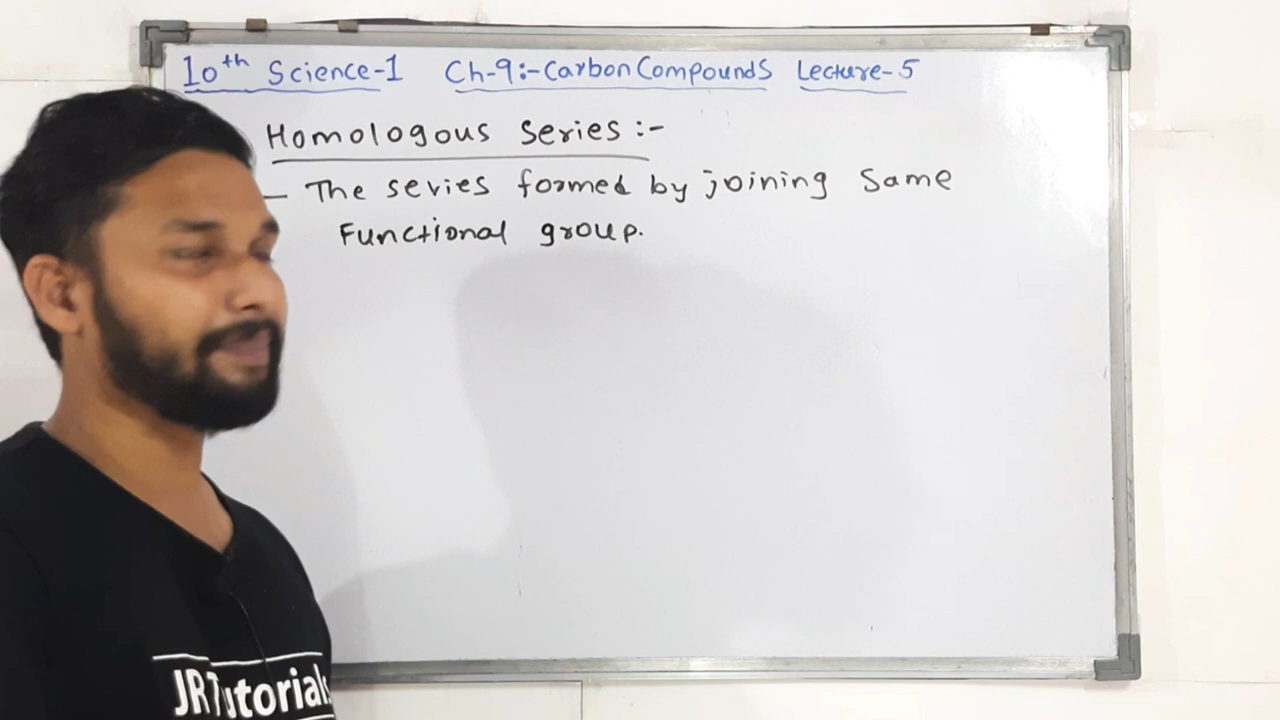 10th Science-1 Ch-9:-Carbon Compounds Lecture-5
Homologous Series:-
- The series formed by joining Same
Functional group.
JRTutorials